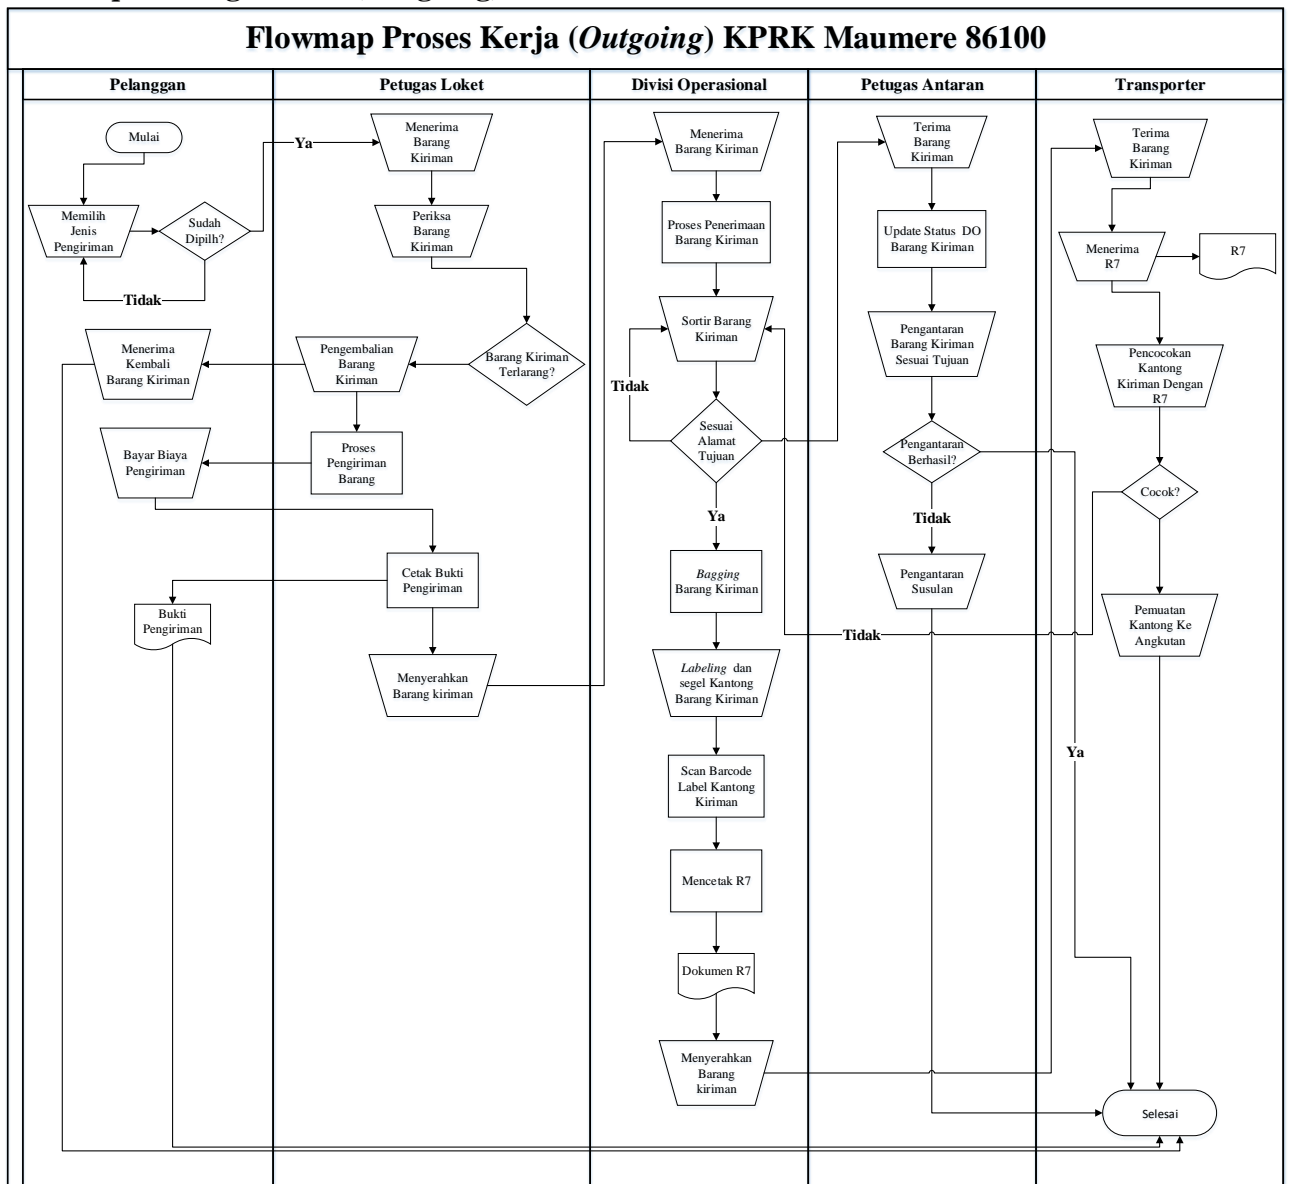 Flowmap Proses Kerja (Outgoing) KPRK Maumere 86100
Pelanggan
Petugas Loket
Divisi Operasional
Petugas Antaran
Transporter
Mulai
Memilih
Jenis
Pengiriman
Sudah
Dipilh?
Ya
Tidak
Menerima
Kembali
Barang Kiriman
Bayar Biaya
Pengiriman
Bukti
Pengiriman
Menerima
Barang
Kiriman
Periksa
Barang
Kiriman
Barang Kiriman
Terlarang?
Pengembalian
Barang
Kiriman
Proses
Pengiriman
Barang
Cetak Bukti
Pengiriman
Menyerahkan
Barang kiriman
Menerima
Barang Kiriman
Proses Penerimaan
Barang Kiriman
Sortir Barang
Kiriman
Tidak
Sesuai
Alamat
Tujuan
Ya
Bagging
Barang Kiriman
Labeling dan
segel Kantong
Barang Kiriman
Scan Barcode
Label Kantong
Kiriman
Mencetak R7
Dokumen R7
Menyerahkan
Barang
kiriman
Terima
Barang
Kiriman
Update Status DO
Barang Kiriman
Pengantaran
Barang Kiriman
Sesuai Tujuan
Pengantaran
Berhasil?
Tidak
Pengantaran
Susulan
Tidak
Ya
Terima
Barang
Kiriman
Menerima
R7
R7
Pencocokan
Kantong
Kiriman Dengan
R7
Cocok?
Pemuatan
Kantong Ke
Angkutan
Selesai